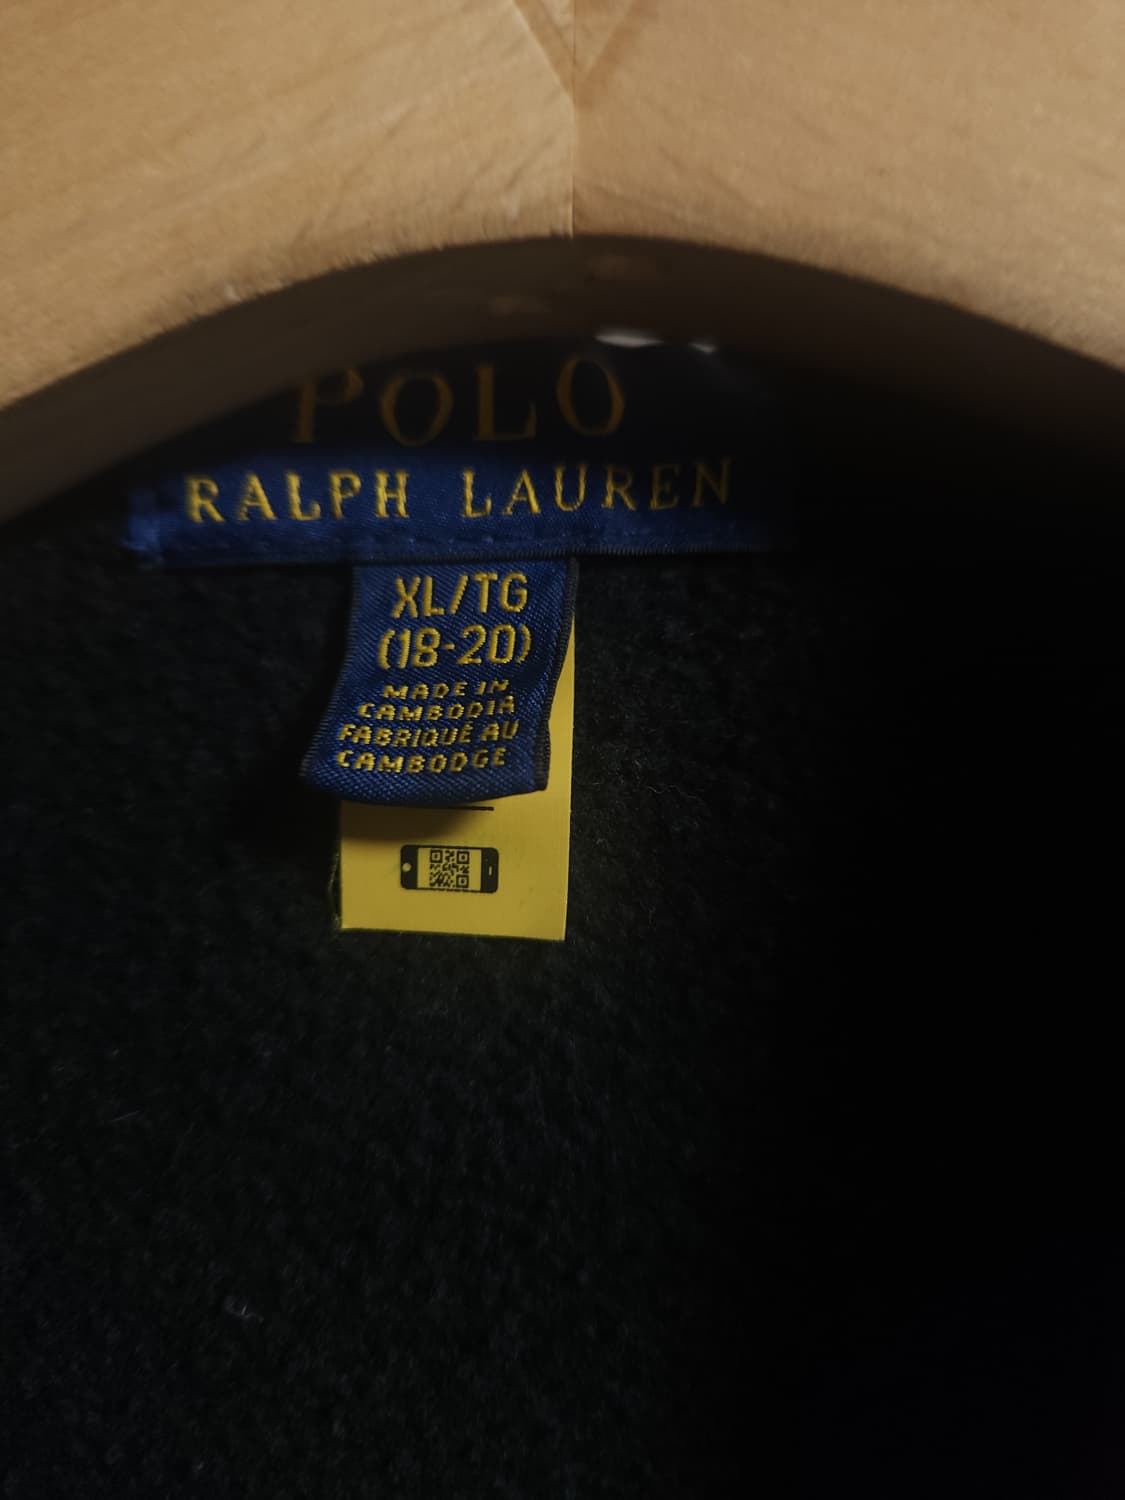 POLO
RALPH LAUREN
XL/TG
(18-20)
MADE IN
CAMBODIA
FABRIQUÉ AU
CAMBODGE